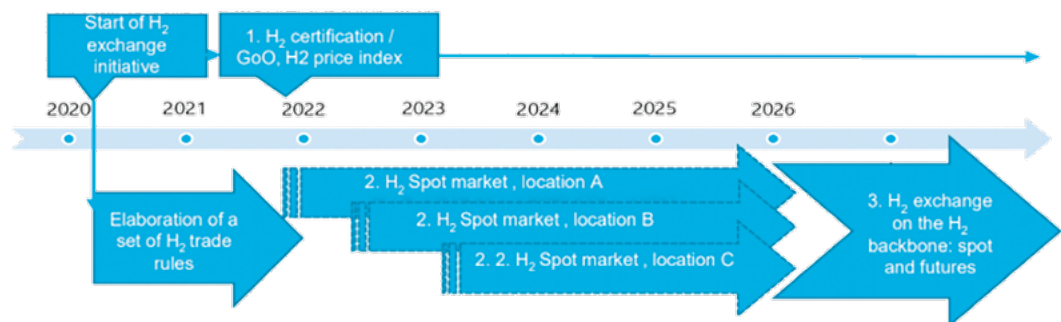 Start of H₂
exchange
initiative
1. H₂ certification /
GoO, H2 price index
2020
2021
2022
2023
2024
2025
2026
Elaboration of a
set of H₂ trade
rules
2. H₂ Spot market , location A
2. H₂ Spot market , location B
2. 2. H₂ Spot market , location C
3. H₂ exchange
on the H₂
backbone: spot
and futures